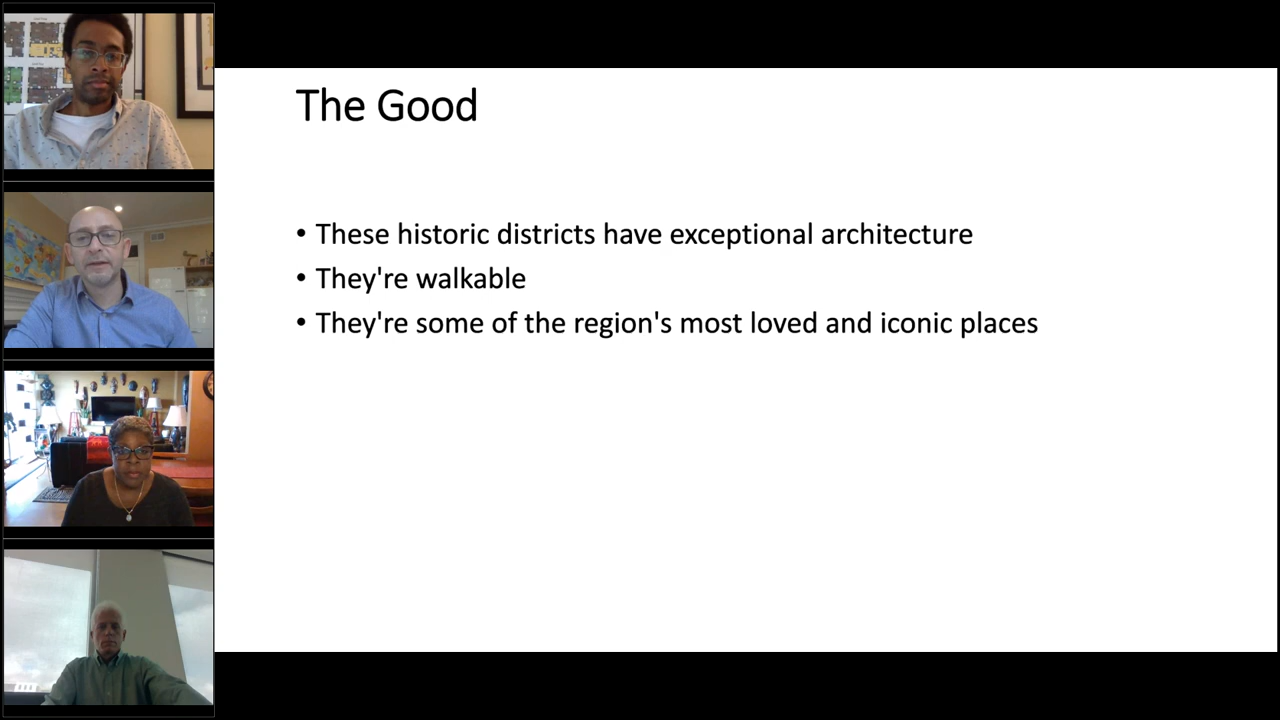 The Good
• These historic districts have exceptional architecture
• They're walkable
• They're some of the region's most loved and iconic places